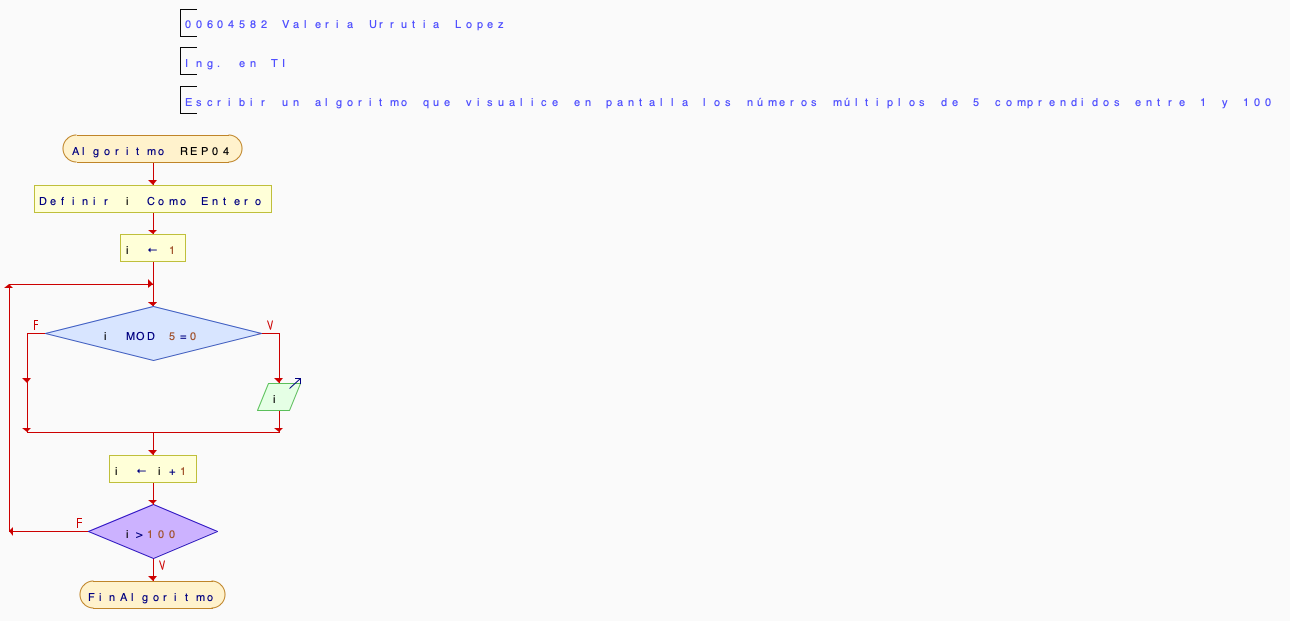 00604582 Valeria Urrutia Lopez
Ing. en TI
Escribir un algoritmo que visualice en pantalla los números múltiplos de 5 comprendidos entre 1 y 100
Algoritmo REP04
Definir i Como Entero
i ← 1
F
V
i MOD 5=0
i
i ← i+1
F
i>100
V
FinAlgoritmo